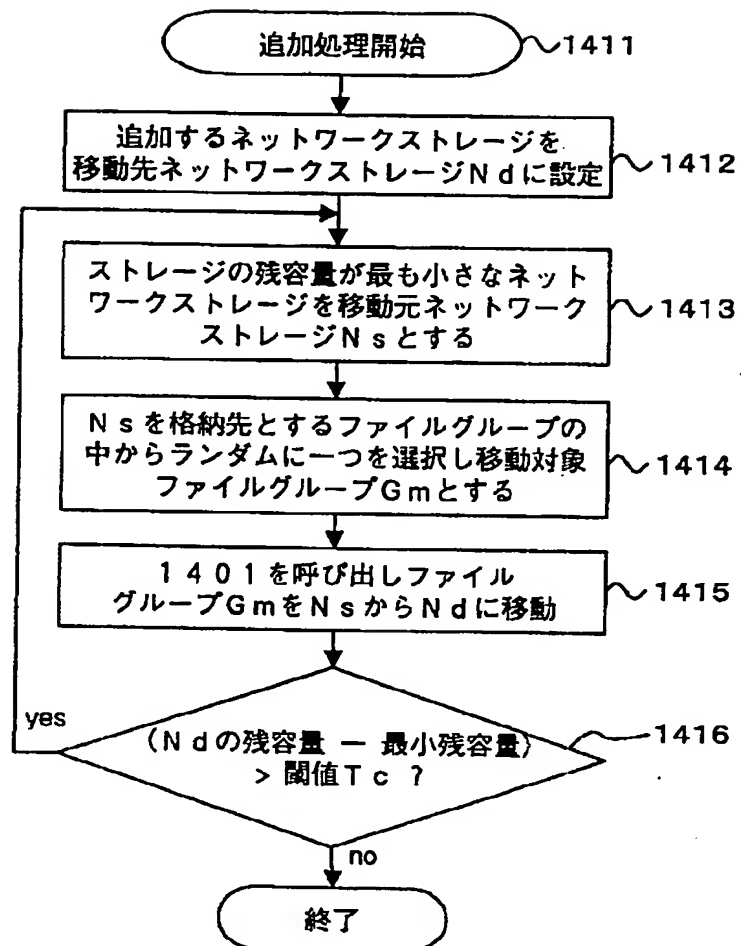 追加処理開始
1411
追加するネットワークストレージを
移動先ネットワークストレージNdに設定
1412
ストレージの残容量が最も小さなネット
ワークストレージを移動元ネットワーク
ストレージNsとする
1413
Nsを格納先とするファイルグループの
中からランダムに一つを選択し移動対象
ファイルグループGmとする
1414
1401を呼び出しファイル
グループGmをNsからNdに移動
1415
yes
(Ndの残容量 ー 最小残容量)
> 閾値Tc ?
1416
no
終了